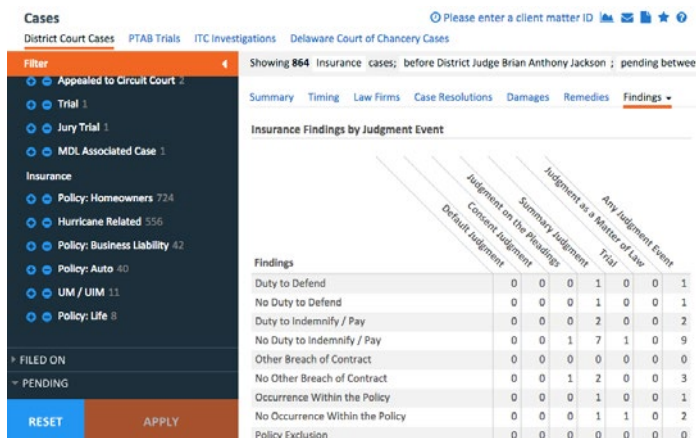 Cases
Please enter a client matter ID
District Court Cases PTAB Trials ITC Investigations Delaware Court of Chancery Cases
Filter
Appealed to Circuit Court 2
Trial 1
Jury Trial 1
MDL Associated Case 1
Insurance
Policy: Homeowners 724
Hurricane Related 556
Policy: Business Liability 42
Policy: Auto 40
UM / UIM 11
Policy: Life 8
FILED ON
PENDING
RESET APPLY
Showing 864 Insurance cases; before District Judge Brian Anthony Jackson ; pending betwee
Summary Timing Law Firms Case Resolutions Damages Remedies Findings
Insurance Findings by Judgment Event
Findings
Default Judgment
Consent Judgment
Judgment on the Pleadings
Summary Judgment
Trial
Judgment as a Matter of Law
Any Judgment Event
Duty to Defend 0 0 0 1 0 0 1
No Duty to Defend 0 0 0 1 0 0 1
Duty to Indemnify / Pay 0 0 0 2 0 0 2
No Duty to Indemnify / Pay 0 0 1 7 1 0 9
Other Breach of Contract 0 0 0 0 0 0 0
No Other Breach of Contract 0 0 1 2 0 0 3
Occurrence Within the Policy 0 0 0 1 0 0 1
No Occurrence Within the Policy 0 0 0 1 1 0 2
Policy Exclusion 0 0 0 0 0 0 0